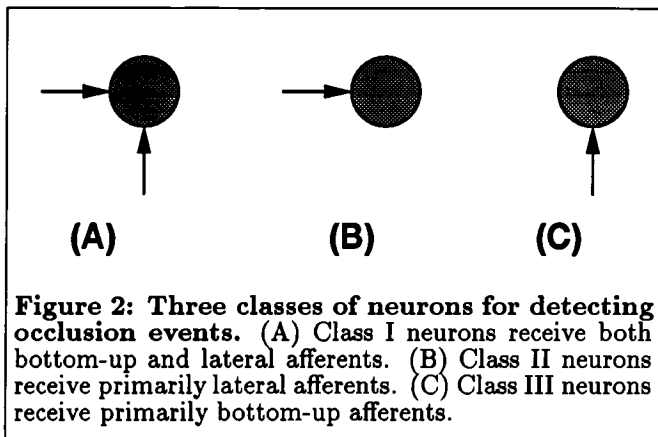 (A) (B) (C)
Figure 2: Three classes of neurons for detecting
occlusion events. (A) Class I neurons receive both
bottom-up and lateral afferents. (B) Class II neurons
receive primarily lateral afferents. (C) Class III neurons
receive primarily bottom-up afferents.